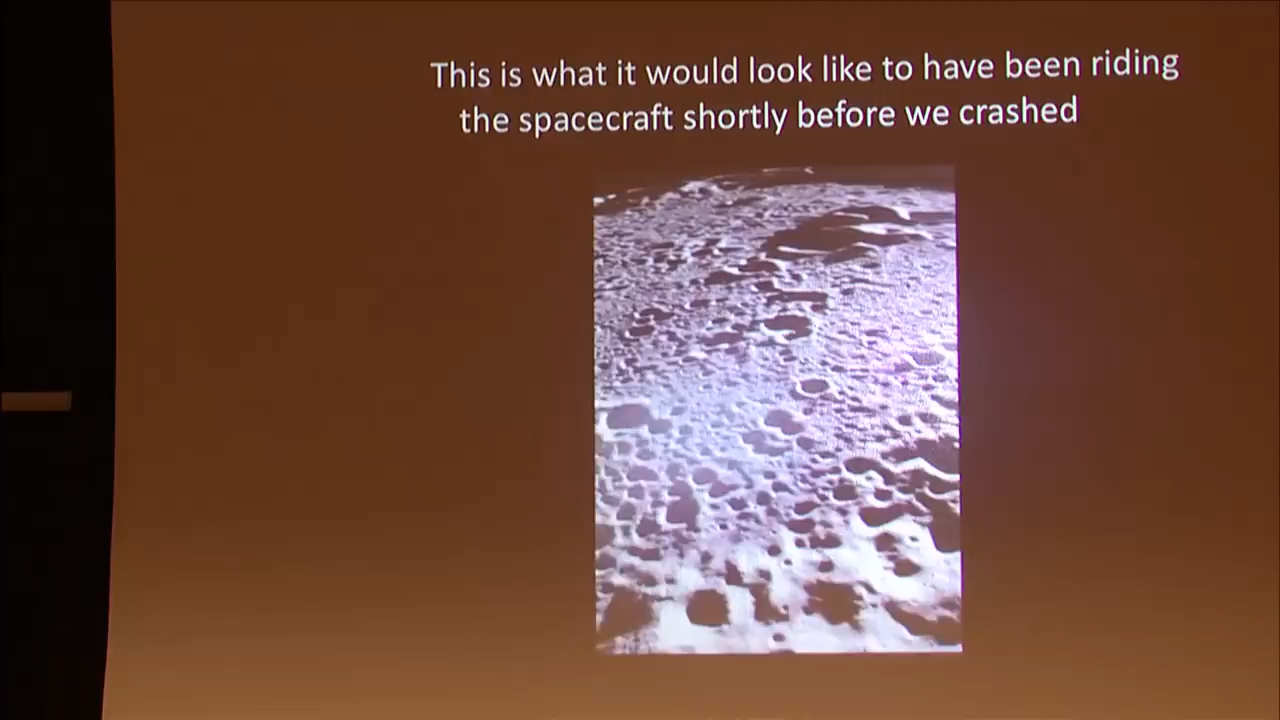 This is what it would look like to have been riding
the spacecraft shortly before we crashed